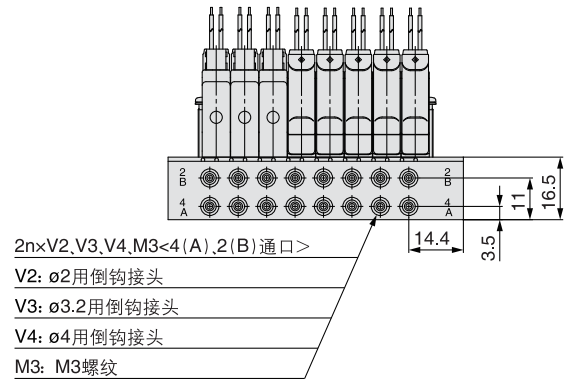 2
B
2
B
4
A
4
A
11
16.5
3.5
14.4
2n×V2、V3、V4、M3<4(A)、2(B)通口>
V2: ø2用倒钩接头
V3: ø3.2用倒钩接头
V4: ø4用倒钩接头
M3: M3螺纹